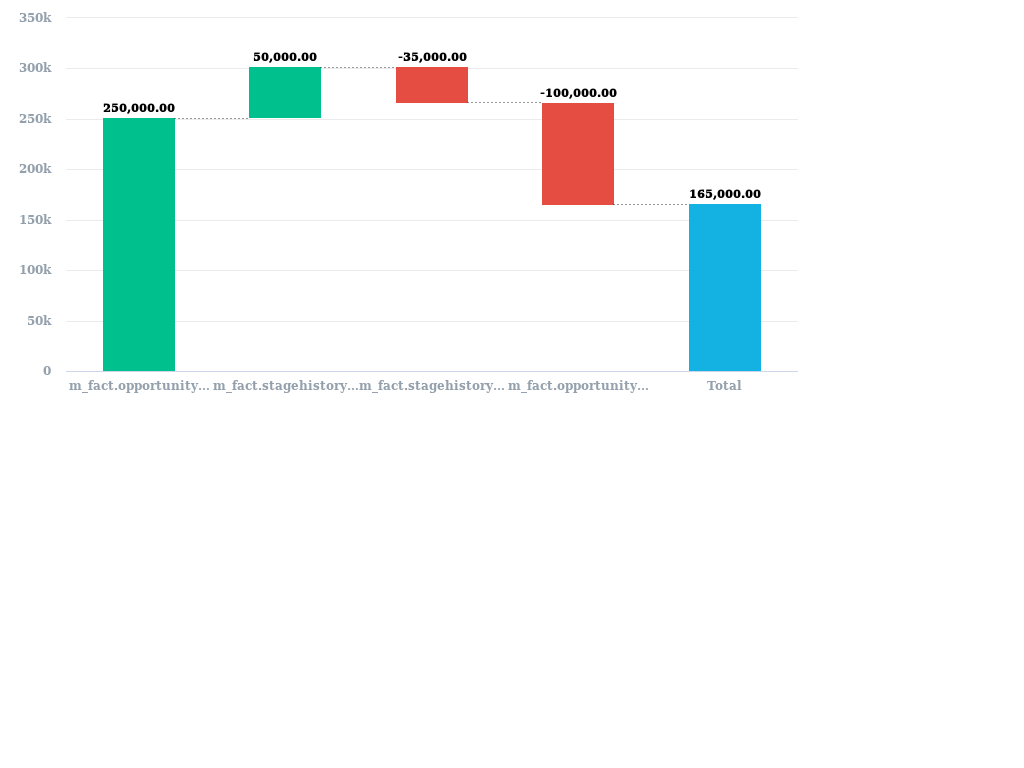 350k
300k
250k
200k
150k
100k
50k
0
250,000.00
50,000.00
-35,000.00
-100,000.00
165,000.00
m_fact.opportunity... m_fact.stagehistory... m_fact.stagehistory... m_fact.opportunity... Total